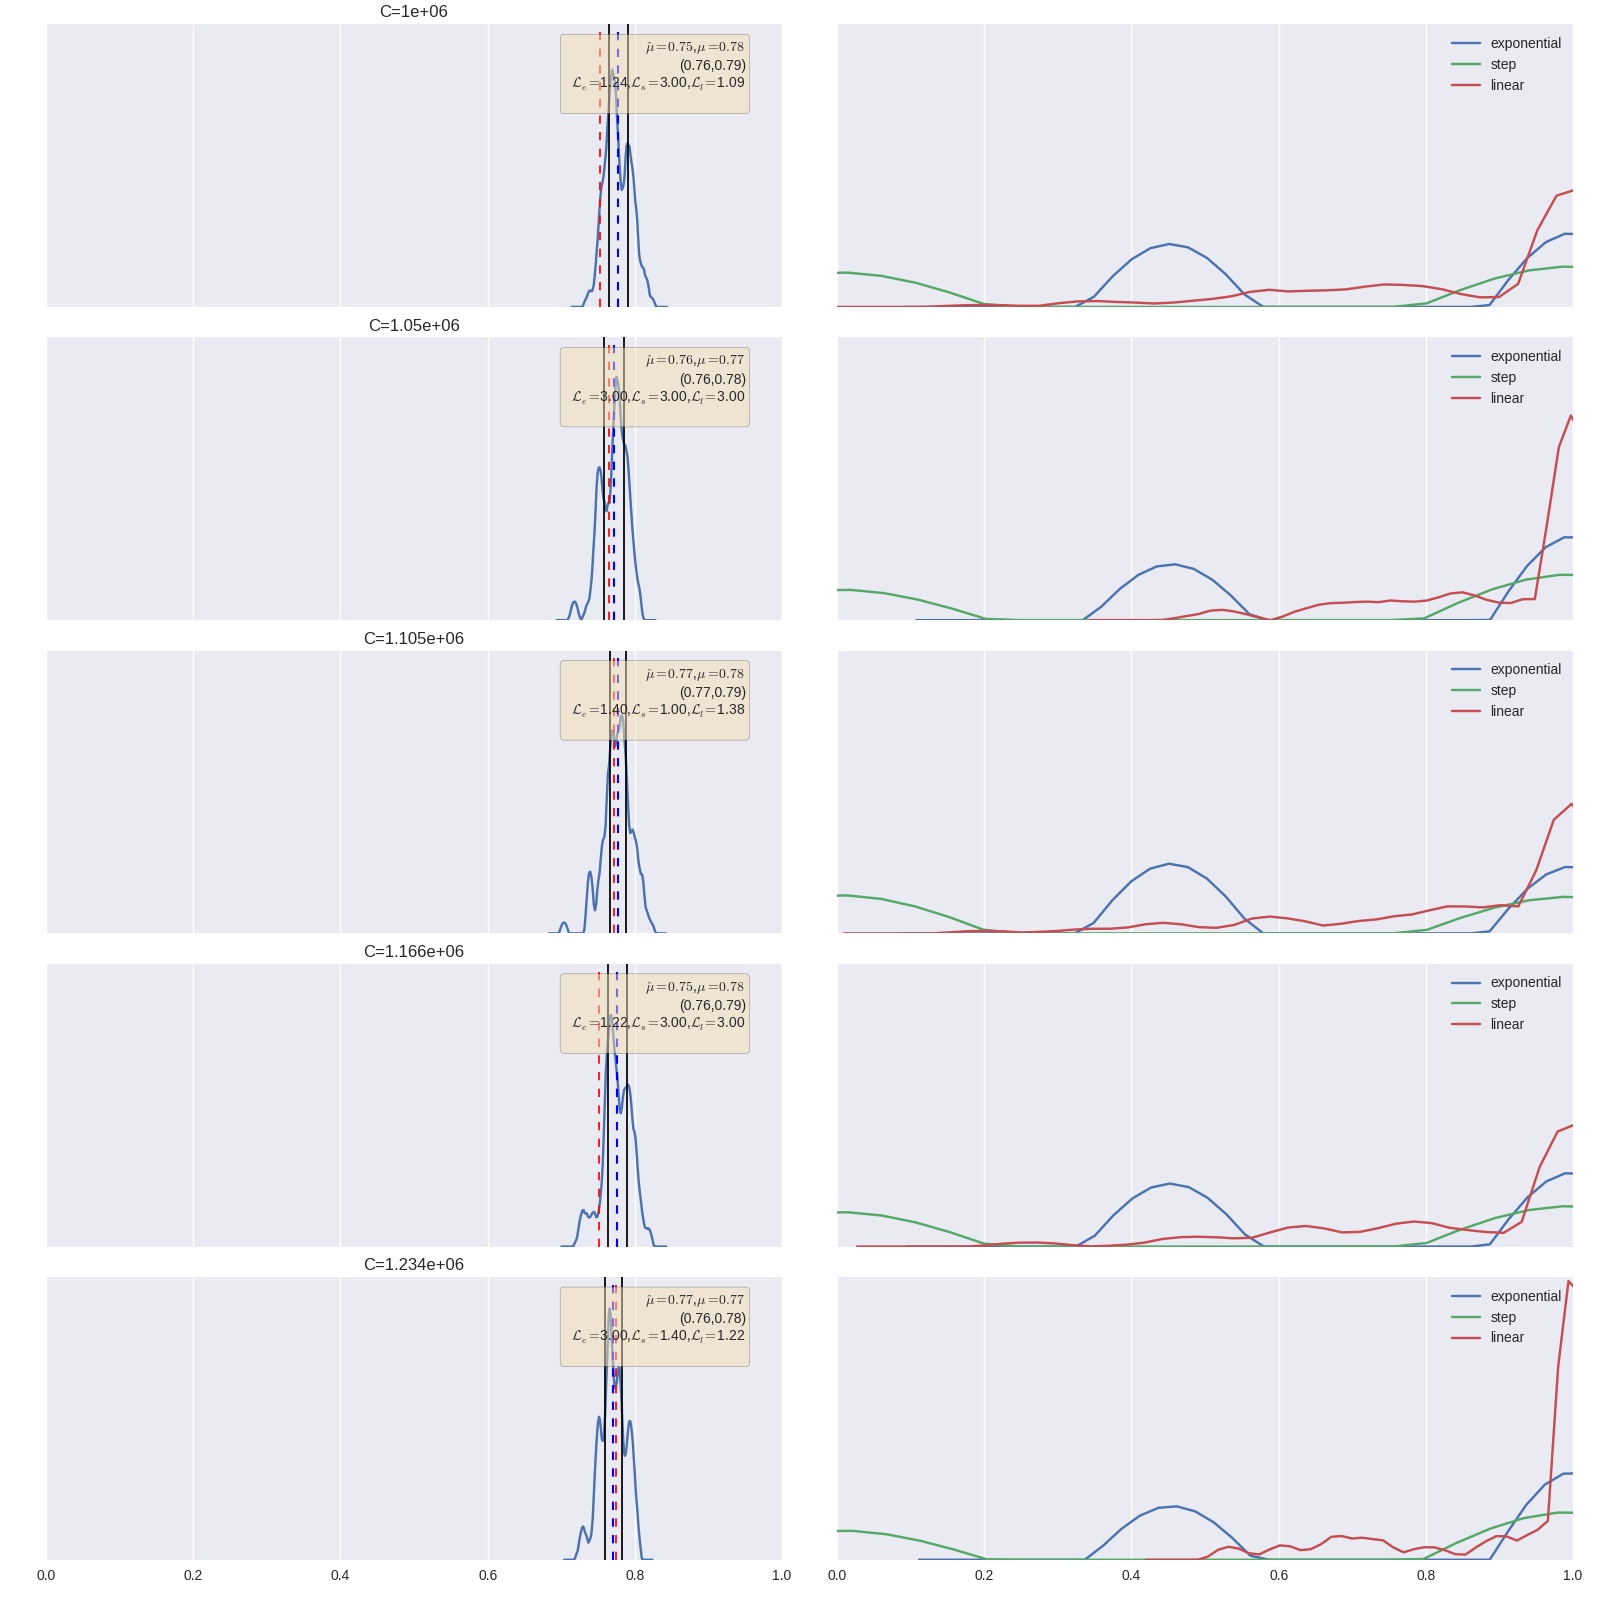 C=1e+06
μ̂=0.75,μ=0.78
(0.76,0.79)
ℒₑ=1.24,ℒₛ=3.00,ℒₗ=1.09
exponential
step
linear
C=1.05e+06
μ̂=0.76,μ=0.77
(0.76,0.78)
ℒₑ=3.00,ℒₛ=3.00,ℒₗ=3.00
exponential
step
linear
C=1.105e+06
μ̂=0.77,μ=0.78
(0.77,0.79)
ℒₑ=1.40,ℒₛ=1.00,ℒₗ=1.38
exponential
step
linear
C=1.166e+06
μ̂=0.75,μ=0.78
(0.76,0.79)
ℒₑ=1.22,ℒₛ=3.00,ℒₗ=3.00
exponential
step
linear
C=1.234e+06
μ̂=0.77,μ=0.77
(0.76,0.78)
ℒₑ=3.00,ℒₛ=1.40,ℒₗ=1.22
exponential
step
linear
0.0 0.2 0.4 0.6 0.8 1.0
0.0 0.2 0.4 0.6 0.8 1.0